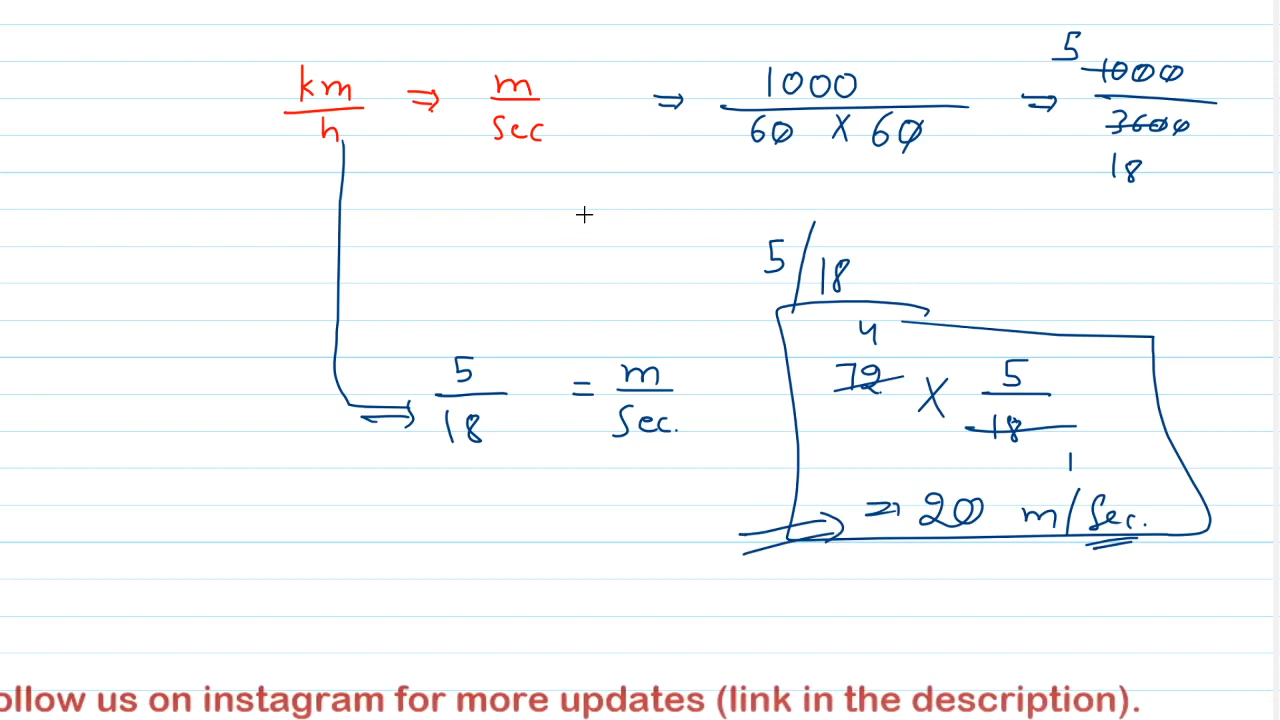 km/h ⇒ m/sec ⇒ 1000/(60 × 60) ⇒ 5 1000/3600 18
5/18
4
5/18 = m/sec. 72 × 5/18
1
= 20 m/sec.
ollow us on instagram for more updates (link in the description).